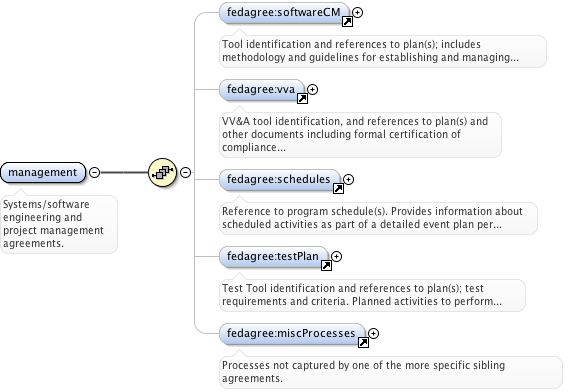 fedagree:softwareCM
Tool identification and references to plan(s); includes
methodology and guidelines for establishing and managing...
fedagree:vva
VV&A tool identification, and references to plan(s) and
other documents including formal certification of
compliance...
management
Systems/software
engineering and
project management
agreements.
fedagree:schedules
Reference to program schedule(s). Provides information about
scheduled activities as part of a detailed event plan per...
fedagree:testPlan
Test Tool identification and references to plan(s); test
requirements and criteria. Planned activities to perform...
fedagree:miscProcesses
Processes not captured by one of the more specific sibling
agreements.